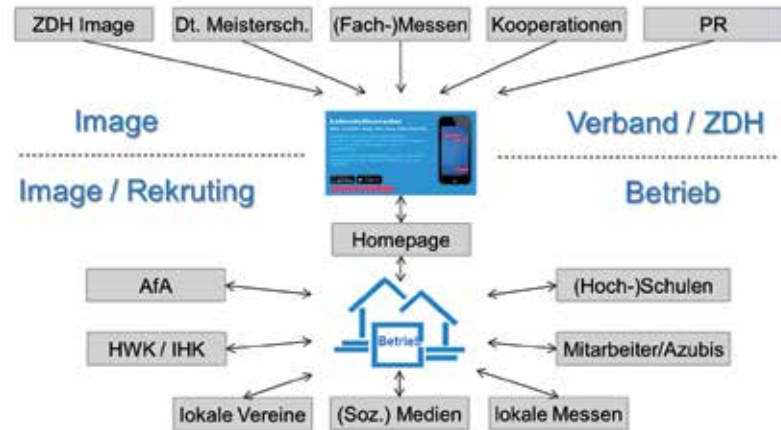 ZDH Image
Dt. Meistersch.
(Fach-)Messen
Kooperationen
PR
Image
Verband / ZDH
Image / Rekruting
Betrieb
Homepage
AfA
(Hoch-)Schulen
HWK / IHK
Betrieb
Mitarbeiter/Azubis
lokale Vereine
(Soz.) Medien
lokale Messen